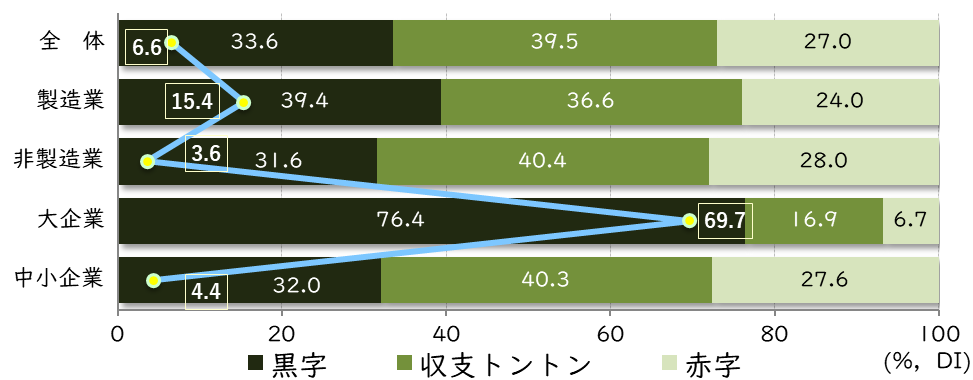 全　体 6.6 33.6 39.5 27.0
製造業 15.4 39.4 36.6 24.0
非製造業 3.6 31.6 40.4 28.0
大企業 76.4 69.7 16.9 6.7
中小企業 4.4 32.0 40.3 27.6
0 20 40 60 80 100
(%, DI)
黒字 収支トントン 赤字